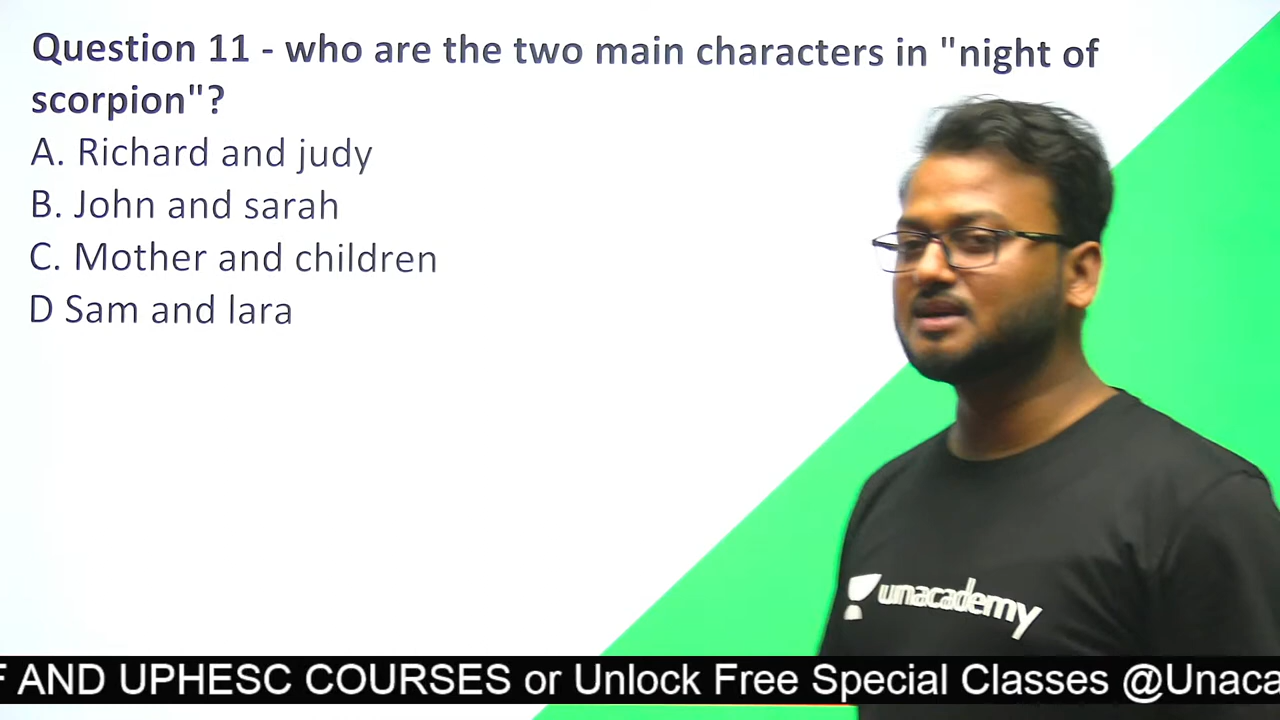 Question 11 - who are the two main characters in "night of
scorpion"?
A. Richard and judy
B. John and sarah
C. Mother and children
D Sam and lara
unacademy
F AND UPHESC COURSES or Unlock Free Special Classes @Unaca